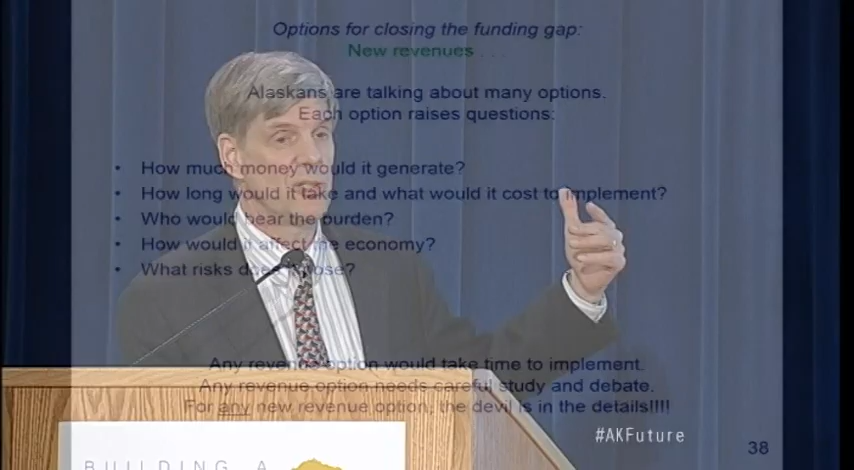 Options for closing the funding gap:
New revenues . . .
Alaskans are talking about many options.
Each option raises questions:
• How much money would it generate?
• How long would it take and what would it cost to implement?
• Who would bear the burden?
• How would it affect the economy?
• What risks does it pose?
Any revenue option would take time to implement.
Any revenue option needs careful study and debate.
For any new revenue option, the devil is in the details!!!!
#AKFuture
38
BUILDING A